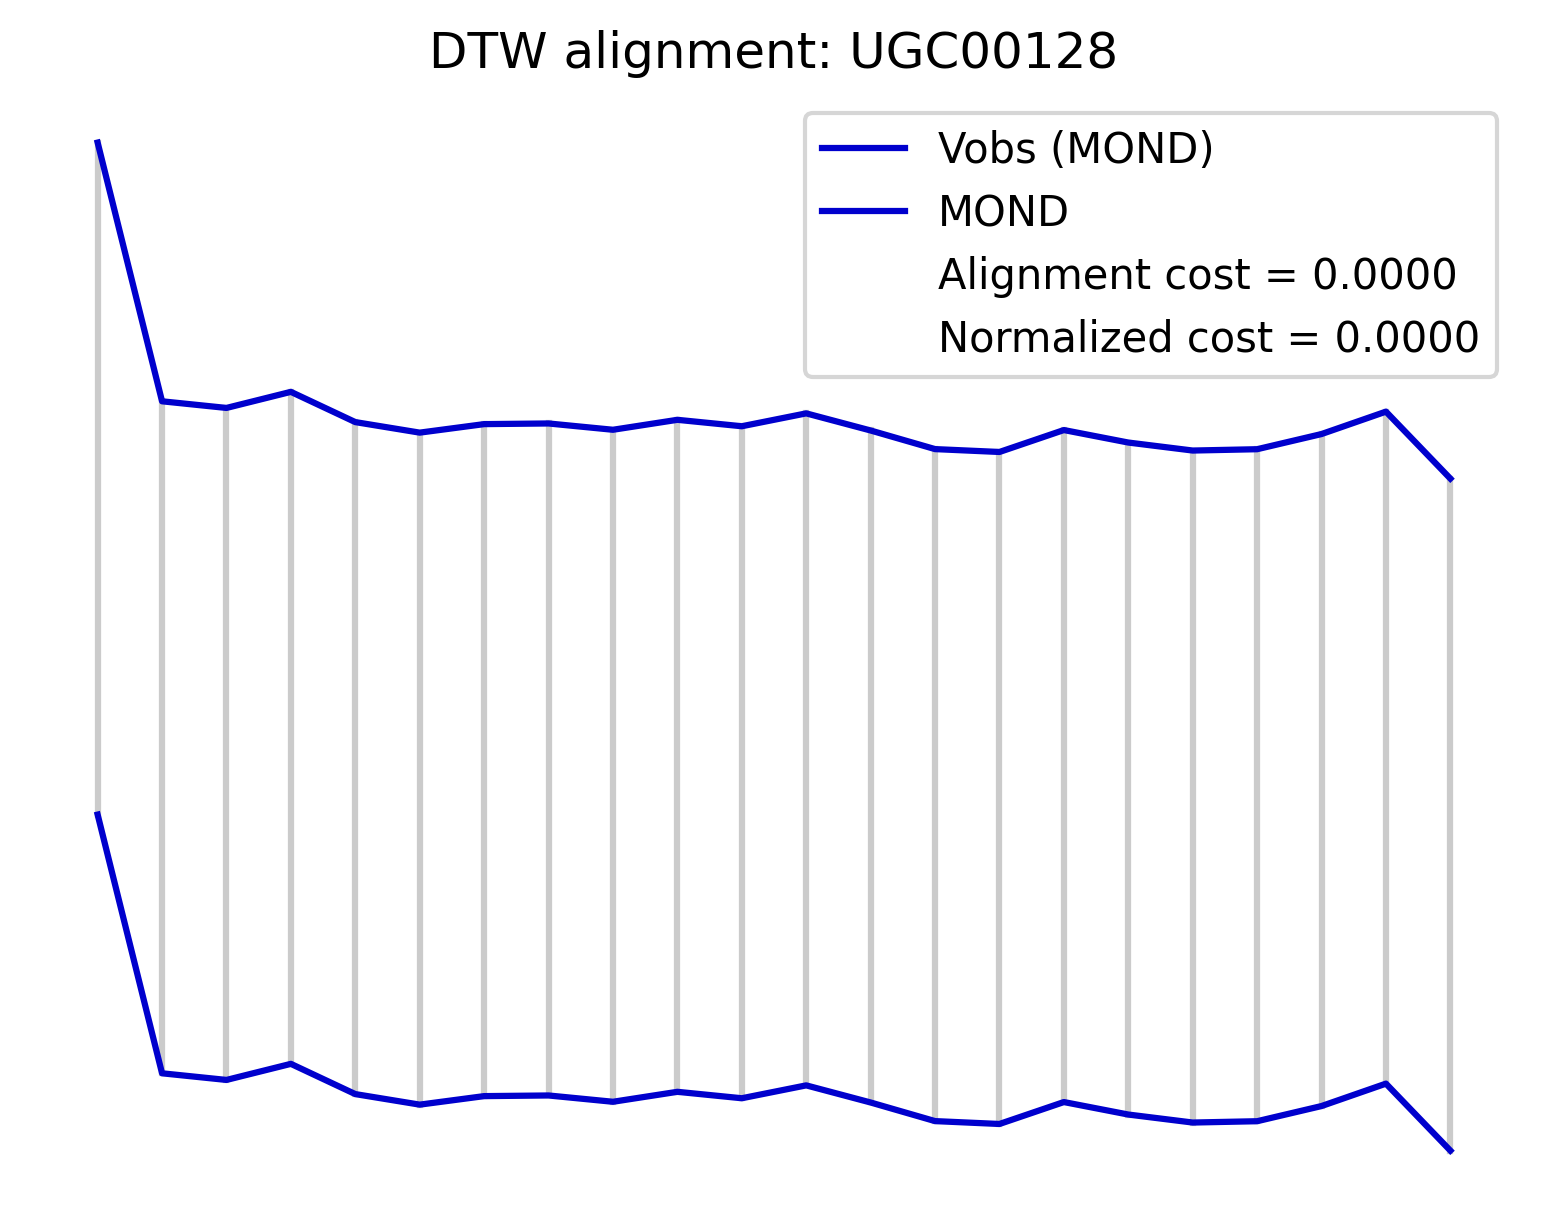 DTW alignment: UGC00128
Vobs (MOND)
MOND
Alignment cost = 0.0000
Normalized cost = 0.0000